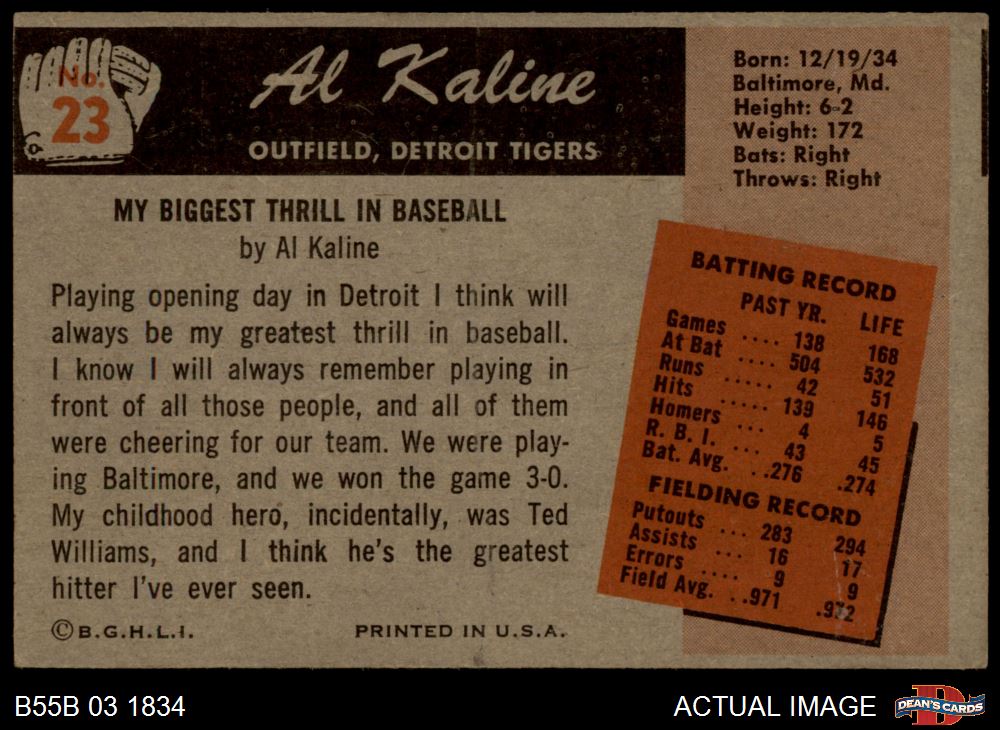 No.
23
Al Kaline
OUTFIELD, DETROIT TIGERS
Born: 12/19/34
Baltimore, Md.
Height: 6-2
Weight: 172
Bats: Right
Throws: Right
MY BIGGEST THRILL IN BASEBALL
by Al Kaline
Playing opening day in Detroit I think will
always be my greatest thrill in baseball.
I know I will always remember playing in
front of all those people, and all of them
were cheering for our team. We were play-
ing Baltimore, and we won the game 3-0.
My childhood hero, incidentally, was Ted
Williams, and I think he's the greatest
hitter I've ever seen.
©B.G.H.L.I. PRINTED IN U.S.A.
BATTING RECORD
PAST YR. LIFE
Games .... 138 168
At Bat .... 504 532
Runs ..... 42 51
Hits ..... 139 146
Homers ... 4 5
R. B. I. ... 43 45
Bat. Avg. ..276 .274
FIELDING RECORD
Putouts ... 283 294
Assists ... 16 17
Errors .... 9 9
Field Avg. ..971
B55B 03 1834
ACTUAL IMAGE
DEAN'S CARDS